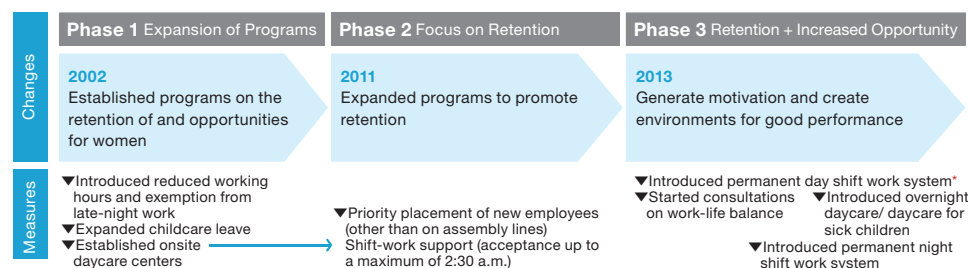 Changes
Phase 1 Expansion of Programs
2002
Established programs on the
retention of and opportunities
for women
Phase 2 Focus on Retention
2011
Expanded programs to promote
retention
Phase 3 Retention + Increased Opportunity
2013
Generate motivation and create
environments for good performance
Measures
▼Introduced reduced working
hours and exemption from
late-night work
▼Expanded childcare leave
▼Established onsite
daycare centers
▼Priority placement of new employees
(other than on assembly lines)
Shift-work support (acceptance up to
a maximum of 2:30 a.m.)
▼Introduced permanent day shift work system*
▼Started consultations
on work-life balance
▼Introduced overnight
daycare/ daycare for
sick children
▼Introduced permanent night
shift work system